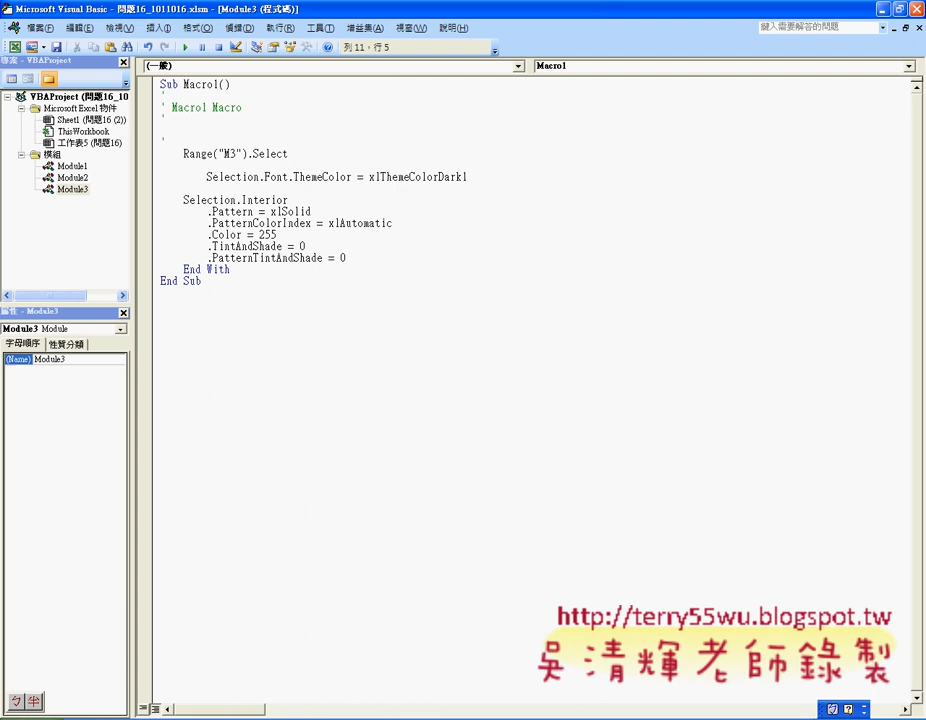 Microsoft Visual Basic - 問題16_1011016.xlsm - [Module3 (程式碼)]
檔案(F) 編輯(E) 檢視(V) 插入(I) 格式(O) 偵錯(D) 執行(R) 工具(T) 增益集(A) 視窗(W) 說明(H)
鍵入需要解答的問題
列 11，行 5
專案 - VBAProject
(一般)
Macro1
VBAProject (問題16_10
Microsoft Excel 物件
Sheet1 (問題16 (2))
ThisWorkbook
工作表5 (問題16)
模組
Module1
Module2
Module3
屬性 - Module3
Module3 Module
字母順序 性質分類
(Name) Module3
Sub Macro1()
'
' Macro1 Macro
'
'
Range("M3").Select
Selection.Font.ThemeColor = xlThemeColorDark1
Selection.Interior
.Pattern = xlSolid
.PatternColorIndex = xlAutomatic
.Color = 255
.TintAndShade = 0
.PatternTintAndShade = 0
End With
End Sub
http://terry55wu.blogspot.tw
吳清輝老師錄製
ㄅ 半